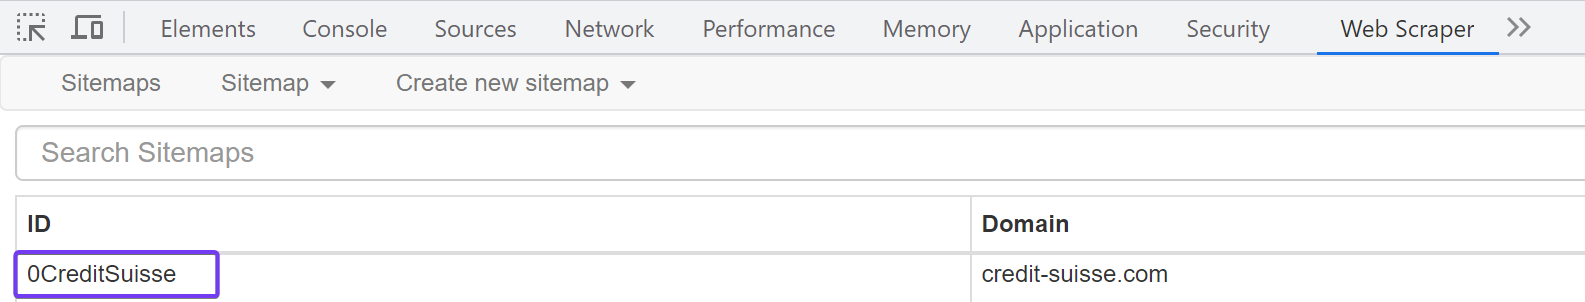 Elements Console Sources Network Performance Memory Application Security Web Scraper
Sitemaps Sitemap Create new sitemap
Search Sitemaps
ID Domain
0CreditSuisse credit-suisse.com